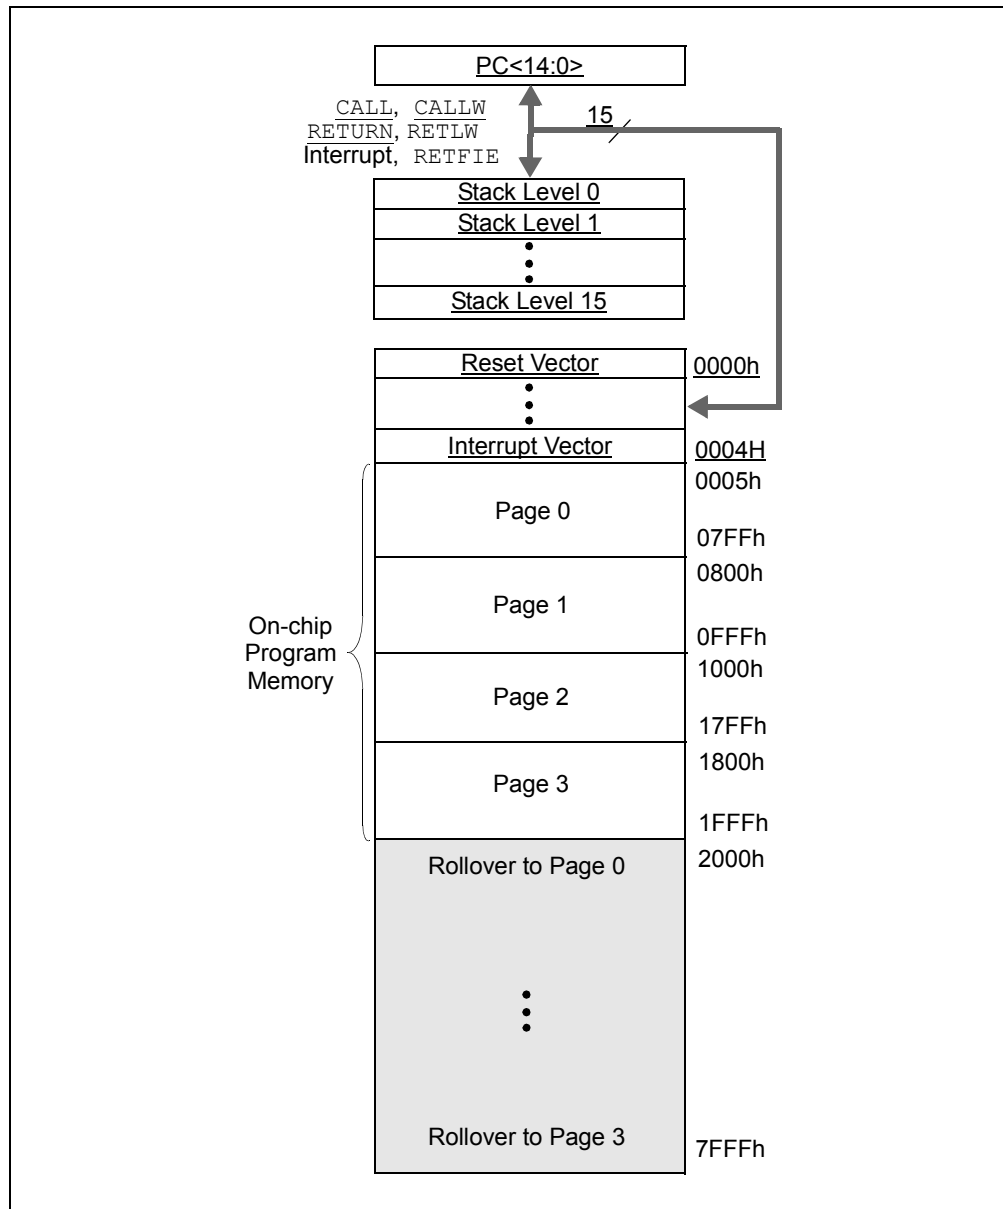 PC<14:0>
CALL, CALLW
RETURN, RETLW
Interrupt, RETFIE
15
Stack Level 0
Stack Level 1
Stack Level 15
Reset Vector
0000h
Interrupt Vector
0004H
0005h
Page 0
07FFh
0800h
Page 1
0FFFh
On-chip
Program
Memory
1000h
Page 2
17FFh
1800h
Page 3
1FFFh
2000h
Rollover to Page 0
Rollover to Page 3
7FFFh